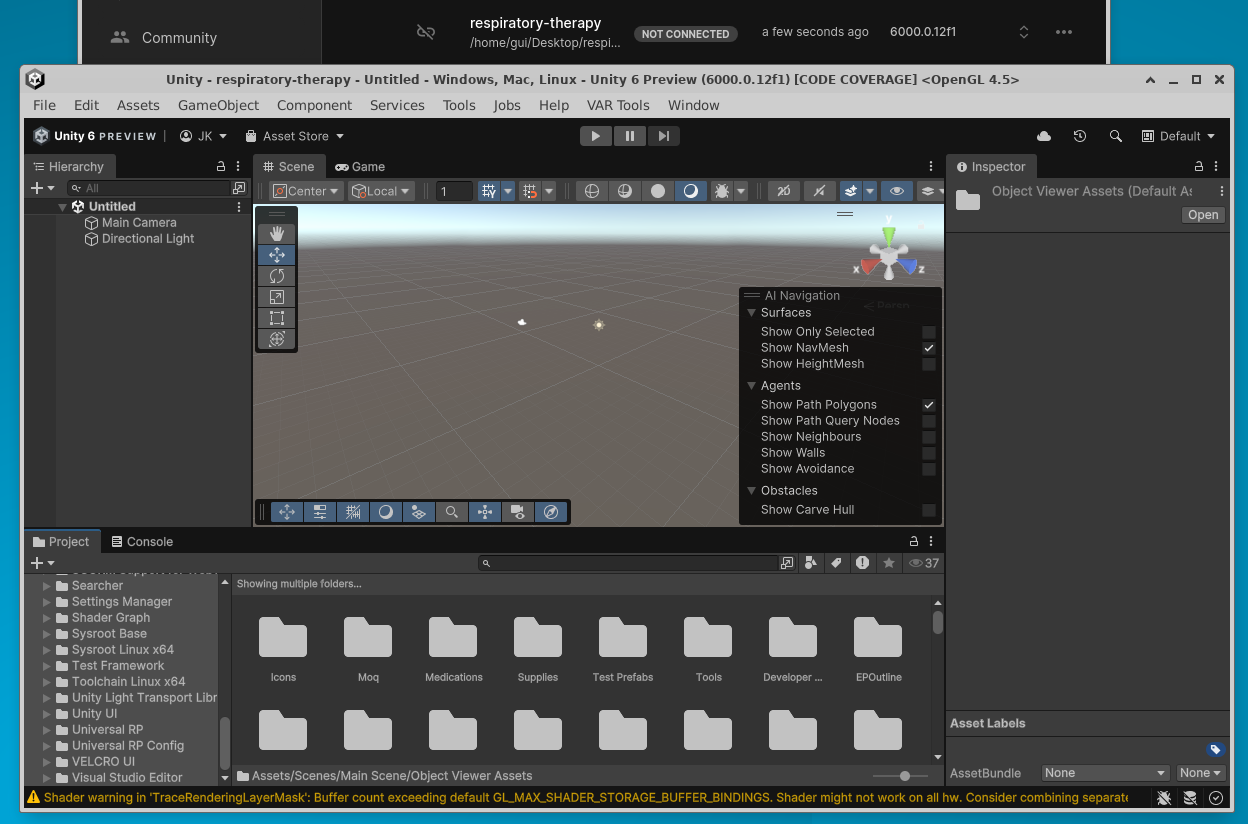 Community
respiratory-therapy
/home/gui/Desktop/respi...
NOT CONNECTED
a few seconds ago
6000.0.12f1
Unity - respiratory-therapy - Untitled - Windows, Mac, Linux - Unity 6 Preview (6000.0.12f1) [CODE COVERAGE] <OpenGL 4.5>
File Edit Assets GameObject Component Services Tools Jobs Help VAR Tools Window
Unity 6 PREVIEW JK Asset Store Default
Hierarchy
All
Untitled
Main Camera
Directional Light
Scene Game
Center Local 1 2D
y
x z
AI Navigation
Surfaces
Show Only Selected
Show NavMesh
Show HeightMesh
Agents
Show Path Polygons
Show Path Query Nodes
Show Neighbours
Show Walls
Show Avoidance
Obstacles
Show Carve Hull
Inspector
Object Viewer Assets (Default As
Open
Project Console
37
Searcher
Settings Manager
Shader Graph
Sysroot Base
Sysroot Linux x64
Test Framework
Toolchain Linux x64
Unity Light Transport Libr
Unity UI
Universal RP
Universal RP Config
VELCRO UI
Visual Studio Editor
Showing multiple folders...
Icons Moq Medications Supplies Test Prefabs Tools Developer ... EPOutline
Assets/Scenes/Main Scene/Object Viewer Assets
Asset Labels
AssetBundle None None
Shader warning in 'TraceRenderingLayerMask': Buffer count exceeding default GL_MAX_SHADER_STORAGE_BUFFER_BINDINGS. Shader might not work on all hw. Consider combining separate